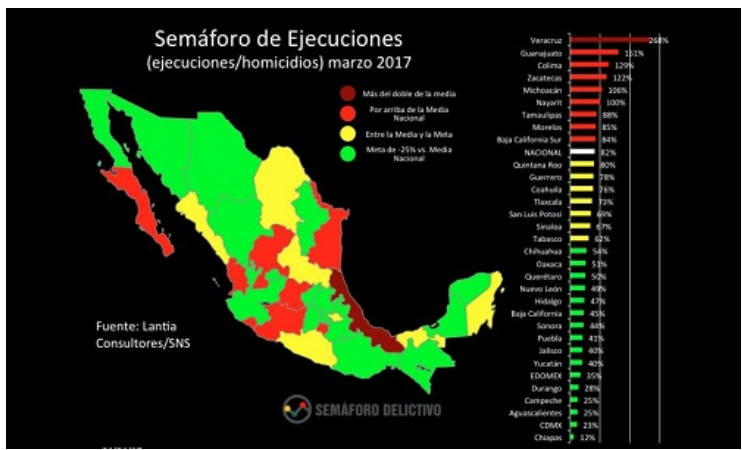 Semáforo de Ejecuciones
(ejecuciones/homicidios) marzo 2017
Más del doble de la media
Por arriba de la Media
Nacional
Entre la Media y la Meta
Meta de -25% vs. Media
Nacional
Fuente: Lantia
Consultores/SNS
SEMÁFORO DELICTIVO
Veracruz 268%
Guanajuato 161%
Colima 129%
Zacatecas 122%
Michoacán 106%
Nayarit 100%
Tamaulipas 88%
Morelos 85%
Baja California Sur 84%
NACIONAL 82%
Quintana Roo 80%
Guerrero 78%
Coahuila 76%
Tlaxcala 73%
San Luis Potosí 69%
Sinaloa 67%
Tabasco 62%
Chihuahua 54%
Oaxaca 51%
Querétaro 50%
Nuevo León 49%
Hidalgo 47%
Baja California 45%
Sonora 44%
Puebla 41%
Jalisco 40%
Yucatán 40%
EDOMEX 35%
Durango 28%
Campeche 25%
Aguascalientes 25%
CDMX 23%
Chiapas 12%